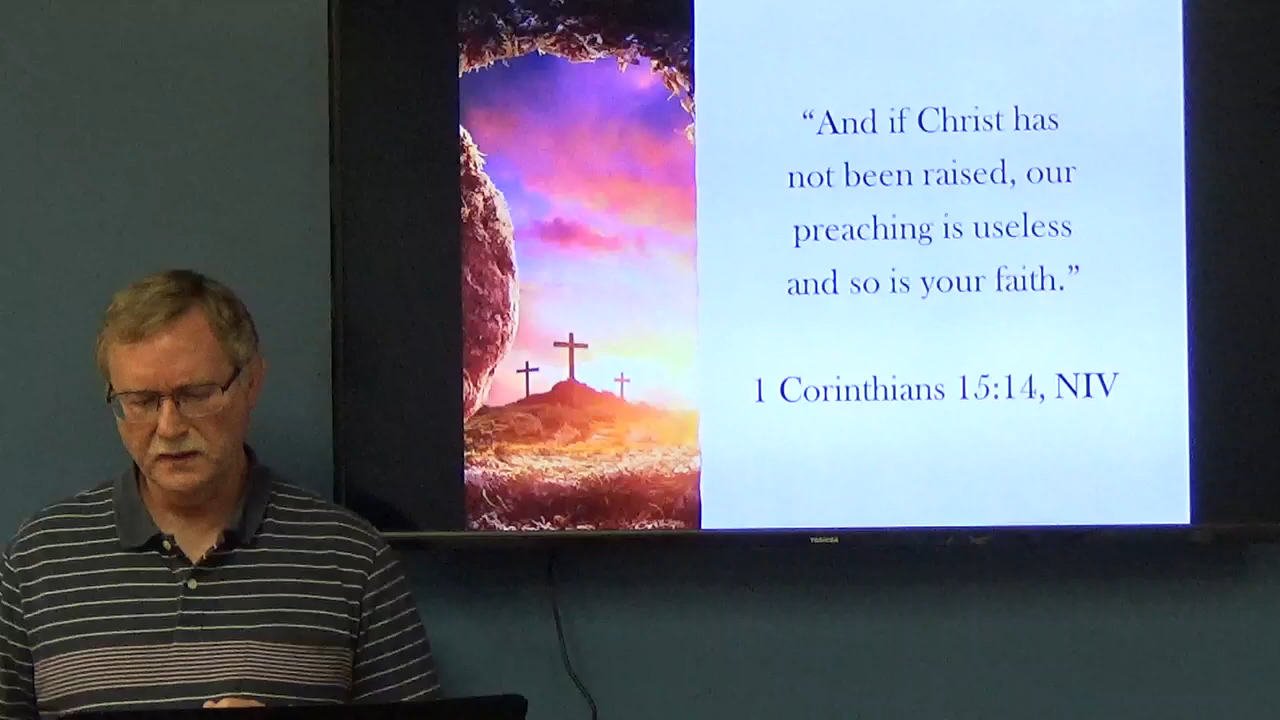 “And if Christ has
not been raised, our
preaching is useless
and so is your faith.”
1 Corinthians 15:14, NIV
TOSHIBA